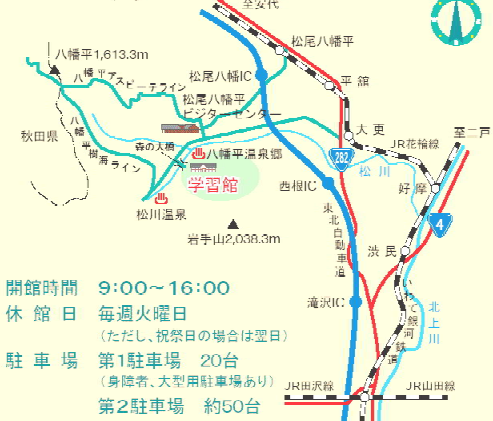 至安代
松尾八幡平
八幡平1,613.3m
松尾八幡IC
平舘
八幡平アスピーテライン
松尾八幡平
ビジターセンター
大更
JR花輪線
至二戸
秋田県
八幡平樹海ライン
森の大橋
八幡平温泉郷
282
松川
学習館
西根IC
好摩
松川温泉
4
岩手山2,038.3m
東北自動車道
渋民
開館時間 9:00～16:00
滝沢IC
いわて銀河鉄道
北上川
休館日 毎週火曜日
（ただし、祝祭日の場合は翌日）
駐車場 第1駐車場 20台
（身障者、大型用駐車場あり）
JR田沢線
JR山田線
第2駐車場 約50台